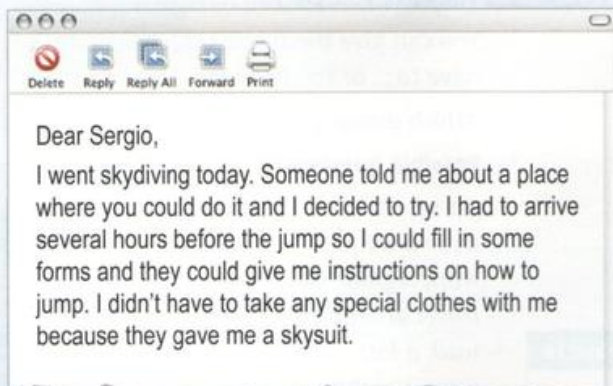 Delete Reply Reply All Forward Print
Dear Sergio,
I went skydiving today. Someone told me about a place
where you could do it and I decided to try. I had to arrive
several hours before the jump so I could fill in some
forms and they could give me instructions on how to
jump. I didn't have to take any special clothes with me
because they gave me a skysuit.